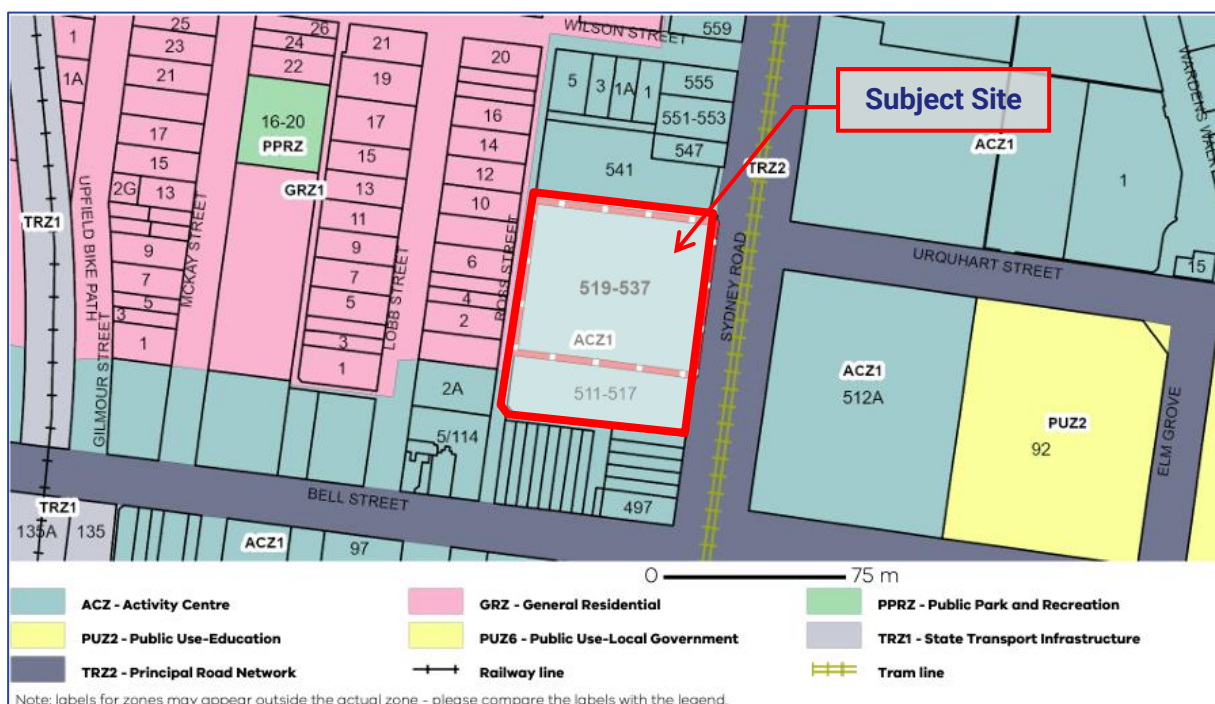 WILSON STREET
559
25
23
21
17
15
2G
13
9
7
5
3
1
1
1A
26
24
22
16-20
PPRZ
GRZ1
21
19
17
15
13
11
9
7
5
3
1
20
16
14
12
10
6
4
2
2A
5/114
5
3
1A
1
555
551-553
547
541
Subject Site
519-537
ACZ1
511-517
497
TRZ2
ACZ1
1
15
ACZ1
512A
PUZ2
92
TRZ1
TRZ1
135A
135
ACZ1
97
UPFIELD BIKE PATH
GILMOUR STREET
MCKAY STREET
LOBB STREET
ROSS STREET
SYDNEY ROAD
URQUHART STREET
ELM GROVE
BELL STREET
0
75 m
ACZ - Activity Centre
GRZ - General Residential
PPRZ - Public Park and Recreation
PUZ2 - Public Use-Education
PUZ6 - Public Use-Local Government
TRZ1 - State Transport Infrastructure
TRZ2 - Principal Road Network
Railway line
Tram line
Note: labels for zones may appear outside the actual zone - please compare the labels with the legend.